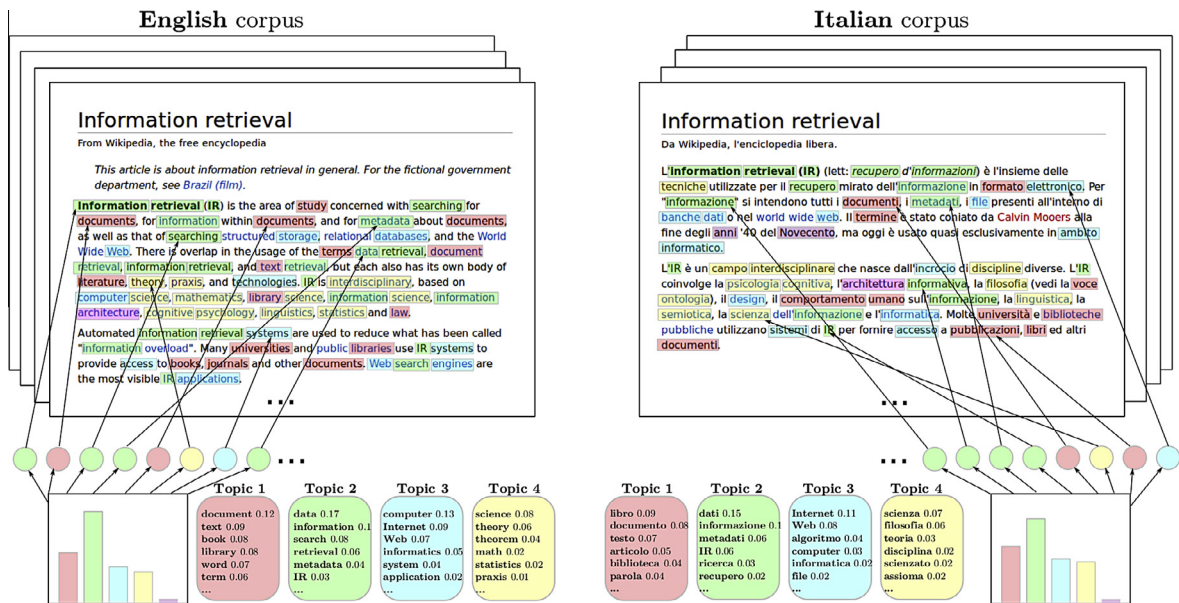 English corpus
Information retrieval
From Wikipedia, the free encyclopedia
This article is about information retrieval in general. For the fictional government
department, see Brazil (film).
Information retrieval (IR) is the area of study concerned with searching for
documents, for information within documents, and for metadata about documents,
as well as that of searching structured storage, relational databases, and the World
Wide Web. There is overlap in the usage of the terms data retrieval, document
retrieval, information retrieval, and text retrieval, but each also has its own body of
literature, theory, praxis, and technologies. IR is interdisciplinary, based on
computer science, mathematics, library science, information science, information
architecture, cognitive psychology, linguistics, statistics and law.
Automated information retrieval systems are used to reduce what has been called
"information overload". Many universities and public libraries use IR systems to
provide access to books, journals and other documents. Web search engines are
the most visible IR applications.
...
...
Topic 1
document 0.12
text 0.09
book 0.08
library 0.08
word 0.07
term 0.06
...
Topic 2
data 0.17
information 0.1
search 0.08
retrieval 0.06
metadata 0.04
IR 0.03
...
Topic 3
computer 0.13
Internet 0.09
Web 0.07
informatics 0.05
system 0.04
application 0.02
...
Topic 4
science 0.08
theory 0.06
theorem 0.04
math 0.02
statistics 0.02
praxis 0.01
...
Italian corpus
Information retrieval
Da Wikipedia, l'enciclopedia libera.
L'information retrieval (IR) (lett: recupero d'informazioni) è l'insieme delle
tecniche utilizzate per il recupero mirato dell'informazione in formato elettronico. Per
"informazione" si intendono tutti i documenti, i metadati, i file presenti all'interno di
banche dati o nel world wide web. Il termine è stato coniato da Calvin Mooers alla
fine degli anni '40 del Novecento, ma oggi è usato quasi esclusivamente in ambito
informatico.
L'IR è un campo interdisciplinare che nasce dall'incrocio di discipline diverse. L'IR
coinvolge la psicologia cognitiva, l'architettura informativa, la filosofia (vedi la voce
ontologia), il design, il comportamento umano sull'informazione, la linguistica, la
semiotica, la scienza dell'informazione e l'informatica. Molte università e biblioteche
pubbliche utilizzano sistemi di IR per fornire accesso a pubblicazioni, libri ed altri
documenti.
...
...
Topic 1
libro 0.09
documento 0.08
testo 0.07
articolo 0.05
biblioteca 0.04
parola 0.04
...
Topic 2
dati 0.15
informazione 0.1
metadati 0.06
IR 0.06
ricerca 0.03
recupero 0.02
...
Topic 3
Internet 0.11
Web 0.08
algoritmo 0.04
computer 0.03
informatica 0.02
file 0.02
...
Topic 4
scienza 0.07
filosofia 0.06
teoria 0.03
disciplina 0.02
scienzato 0.02
assioma 0.02
...